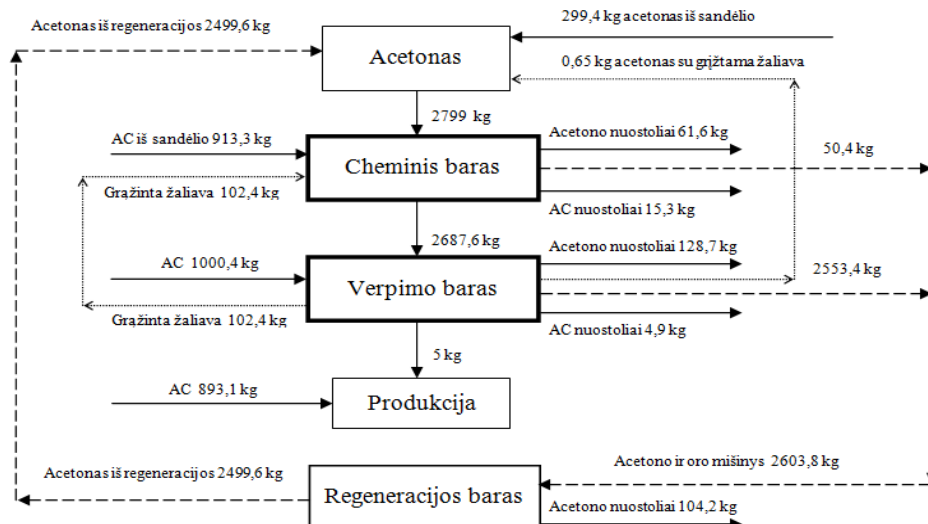 299,4 kg acetonas iš sandėlio
Acetonas iš regeneracijos 2499,6 kg
Acetonas
0,65 kg acetonas su grįžtama žaliava
2799 kg
AC iš sandėlio 913,3 kg
Acetono nuostoliai 61,6 kg
50,4 kg
Cheminis baras
Grąžinta žaliava 102,4 kg
AC nuostoliai 15,3 kg
2687,6 kg
Acetono nuostoliai 128,7 kg
AC 1000,4 kg
2553,4 kg
Verpimo baras
Grąžinta žaliava 102,4 kg
AC nuostoliai 4,9 kg
5 kg
AC 893,1 kg
Produkcija
Acetonas iš regeneracijos 2499,6 kg
Acetono ir oro mišinys 2603,8 kg
Regeneracijos baras
Acetono nuostoliai 104,2 kg